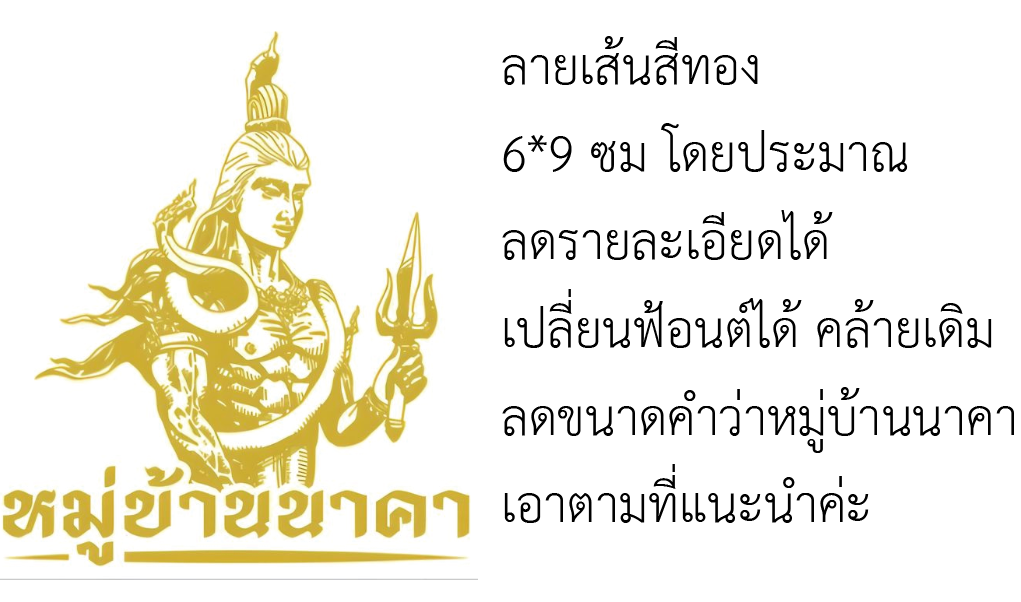 ลายเส้นสีทอง
6*9 ซม โดยประมาณ
ลดรายละเอียดได้
เปลี่ยนฟ้อนต์ได้ คล้ายเดิม
ลดขนาดคำว่าหมู่บ้านนาคา
เอาตามที่แนะนำค่ะ
หมู่บ้านนาคา